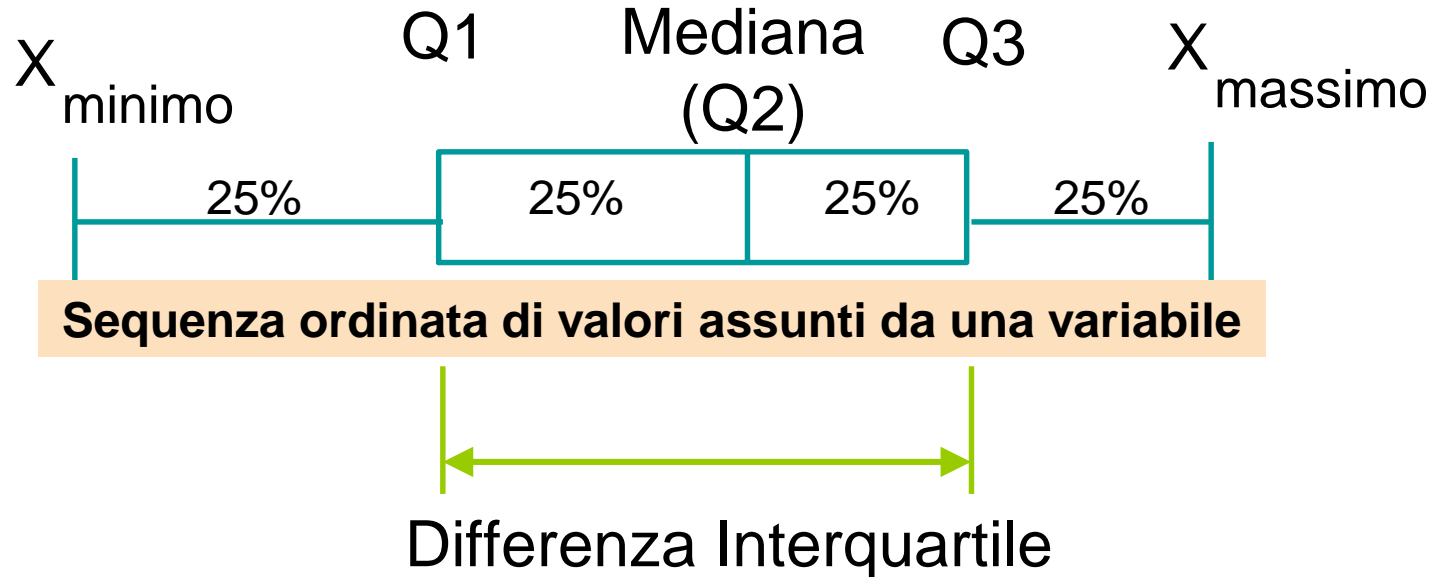 X minimo
Q1
Mediana
(Q2)
Q3
X massimo
25%
25%
25%
25%
Sequenza ordinata di valori assunti da una variabile
Differenza Interquartile